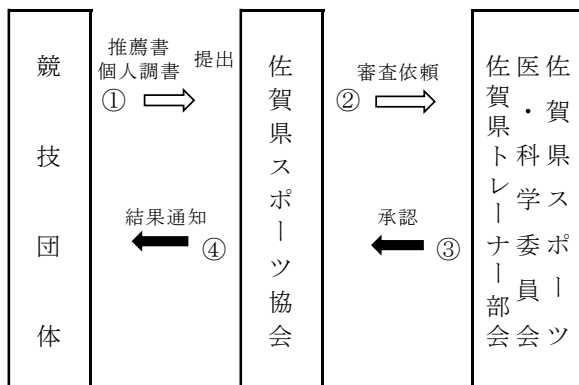 競技団体
推薦書
個人調書
提出
①
結果通知
④
佐賀県スポーツ協会
②
審査依頼
承認
③
佐賀県スポーツ
医・科学委員会
佐賀県トレーナー部会